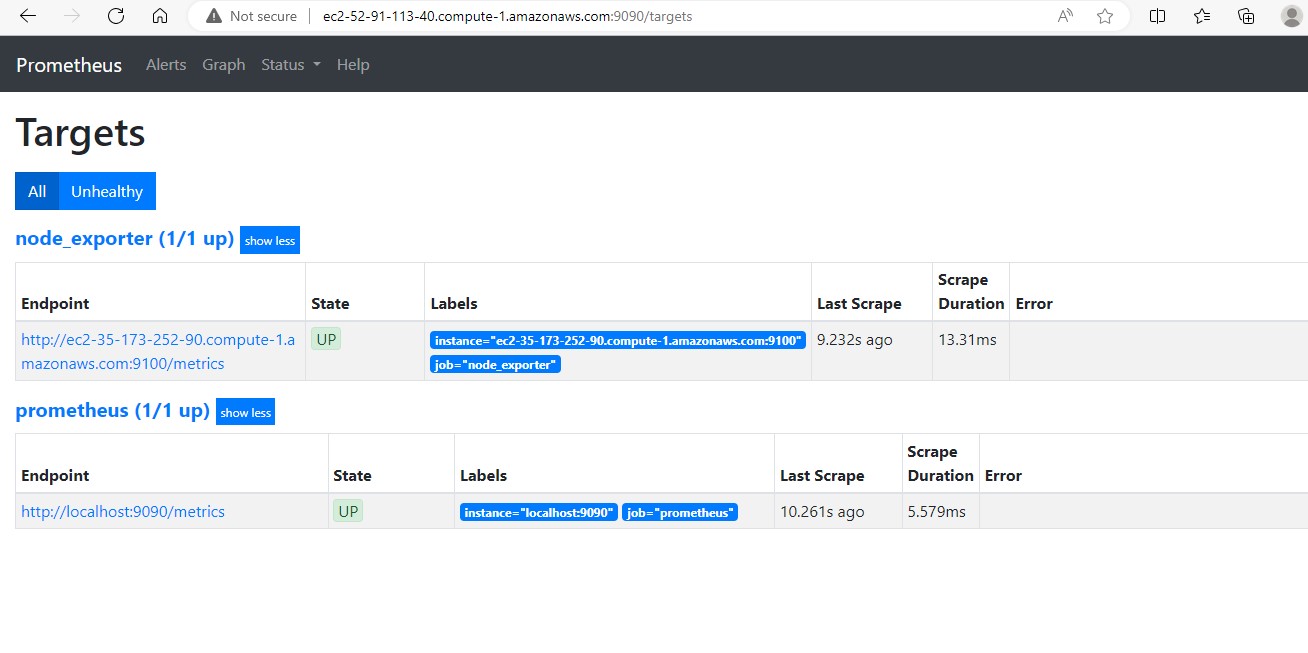 Not secure ec2-52-91-113-40.compute-1.amazonaws.com:9090/targets
Prometheus Alerts Graph Status Help
Targets
All Unhealthy
node_exporter (1/1 up) show less
Endpoint State Labels Last Scrape Scrape Duration Error
http://ec2-35-173-252-90.compute-1.a
mazonaws.com:9100/metrics
UP
instance="ec2-35-173-252-90.compute-1.amazonaws.com:9100"
job="node_exporter"
9.232s ago 13.31ms
prometheus (1/1 up) show less
Endpoint State Labels Last Scrape Scrape Duration Error
http://localhost:9090/metrics UP instance="localhost:9090" job="prometheus" 10.261s ago 5.579ms